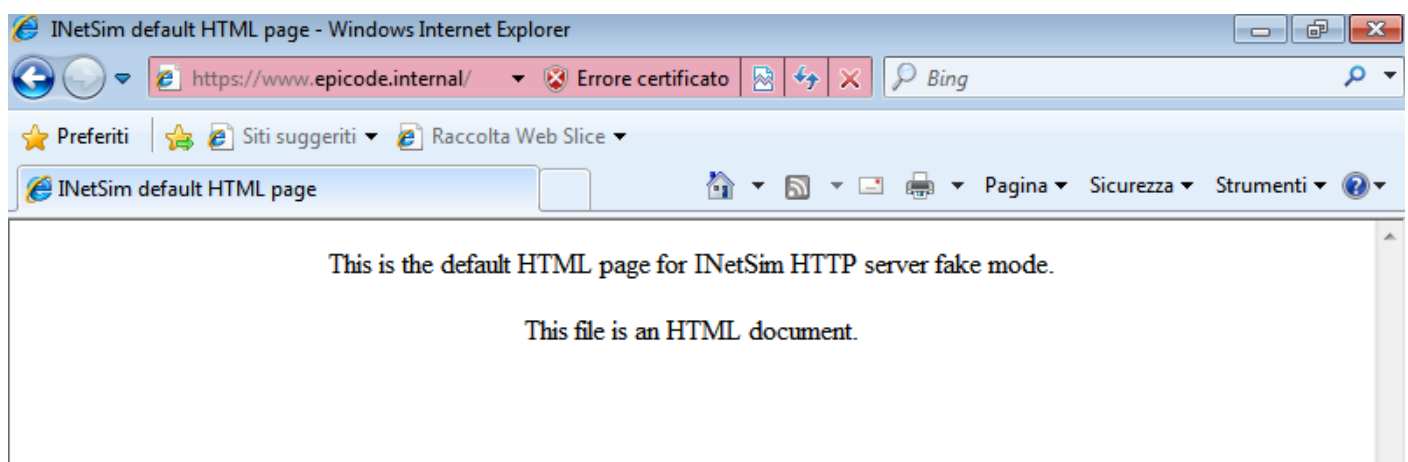 INetSim default HTML page - Windows Internet Explorer
https://www.epicode.internal/ Errore certificato Bing
Preferiti Siti suggeriti Raccolta Web Slice
INetSim default HTML page Pagina Sicurezza Strumenti
This is the default HTML page for INetSim HTTP server fake mode.
This file is an HTML document.